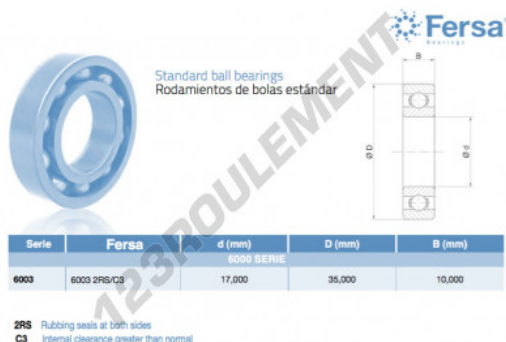 Fersa
Bearings
Standard ball bearings
Rodamientos de bolas estándar
B
Ø D
Ø d
123ROULEMENT
Serie Fersa d (mm) D (mm) B (mm)
6000 SERIE
6003 6003 2RS/C3 17,000 35,000 10,000
2RS Rubbing seals at both sides
C3 Internal clearance greater than normal